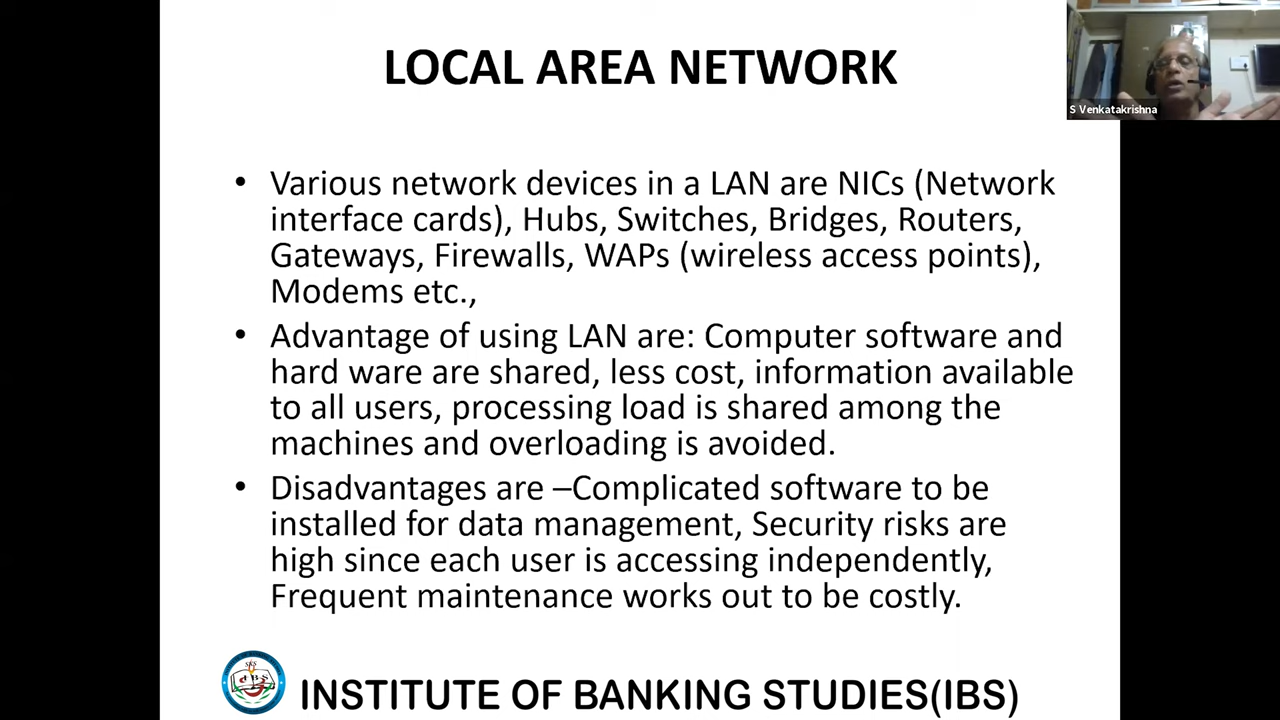 LOCAL AREA NETWORK
S Venkatakrishna
• Various network devices in a LAN are NICs (Network
interface cards), Hubs, Switches, Bridges, Routers,
Gateways, Firewalls, WAPs (wireless access points),
Modems etc.,
• Advantage of using LAN are: Computer software and
hard ware are shared, less cost, information available
to all users, processing load is shared among the
machines and overloading is avoided.
• Disadvantages are –Complicated software to be
installed for data management, Security risks are
high since each user is accessing independently,
Frequent maintenance works out to be costly.
INSTITUTE OF BANKING STUDIES(IBS)